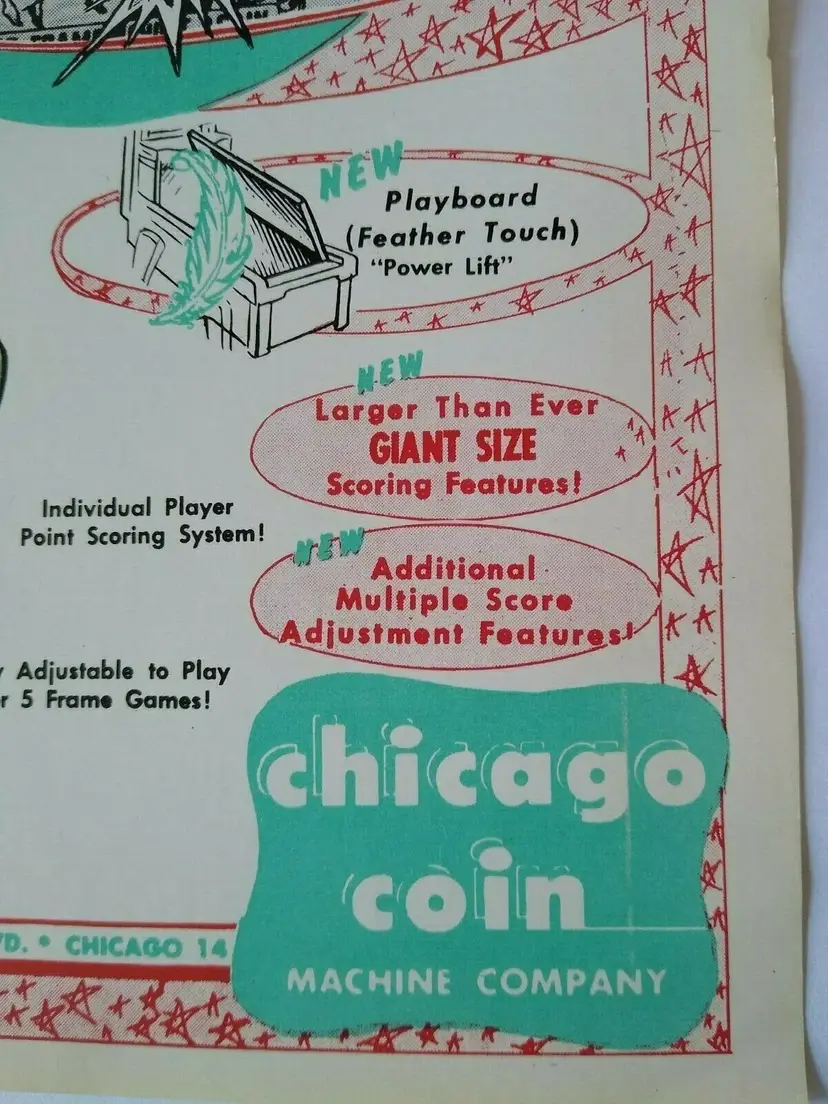 NEW
Playboard
(Feather Touch)
"Power Lift"
NEW
Larger Than Ever
GIANT SIZE
Scoring Features!
Individual Player
Point Scoring System!
NEW
Additional
Multiple Score
Adjustment Features!
Adjustable to Play
5 Frame Games!
chicago
coin
MACHINE COMPANY
• CHICAGO 14